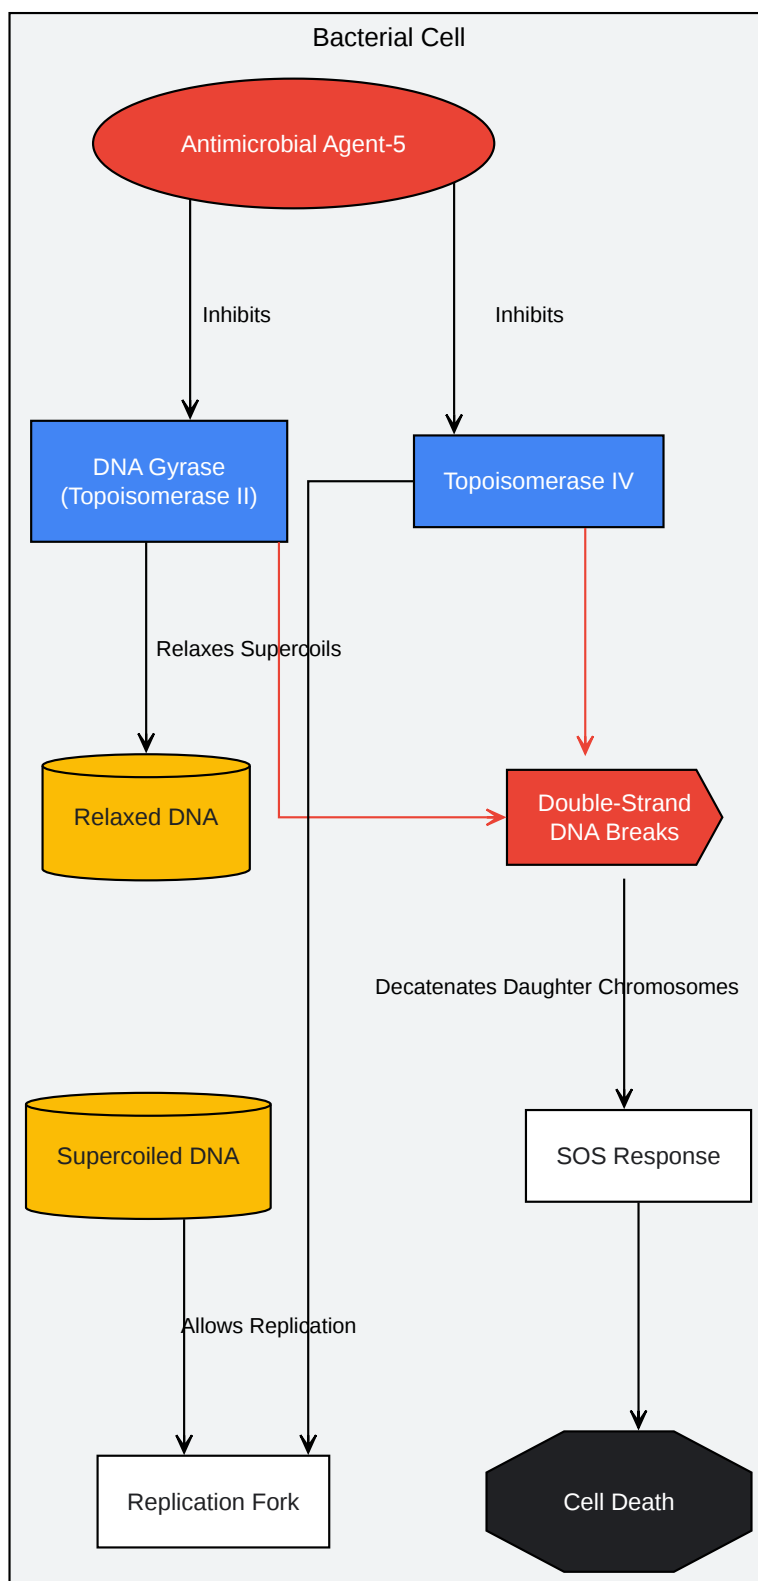 Bacterial Cell
Antimicrobial Agent-5
Inhibits
Inhibits
DNA Gyrase
(Topoisomerase II)
Topoisomerase IV
Relaxes Supercoils
Relaxed DNA
Double-Strand
DNA Breaks
Decatenates Daughter Chromosomes
Supercoiled DNA
SOS Response
Allows Replication
Replication Fork
Cell Death